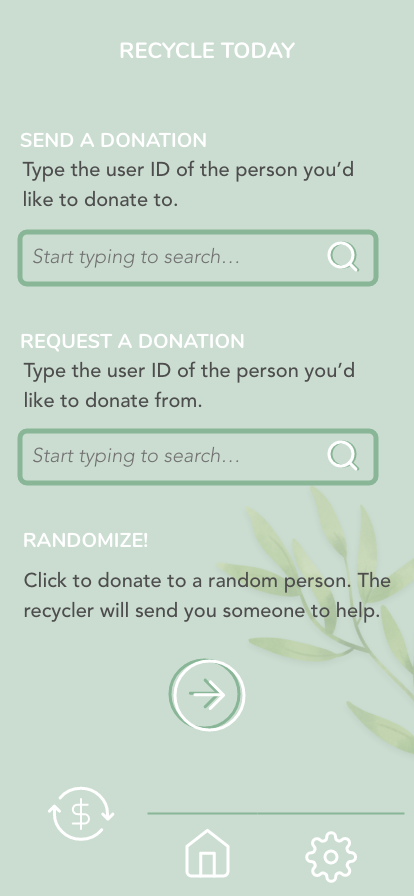 RECYCLE TODAY
SEND A DONATION
Type the user ID of the person you’d
like to donate to.
Start typing to search…
REQUEST A DONATION
Type the user ID of the person you’d
like to donate from.
Start typing to search…
RANDOMIZE!
Click to donate to a random person. The
recycler will send you someone to help.
$